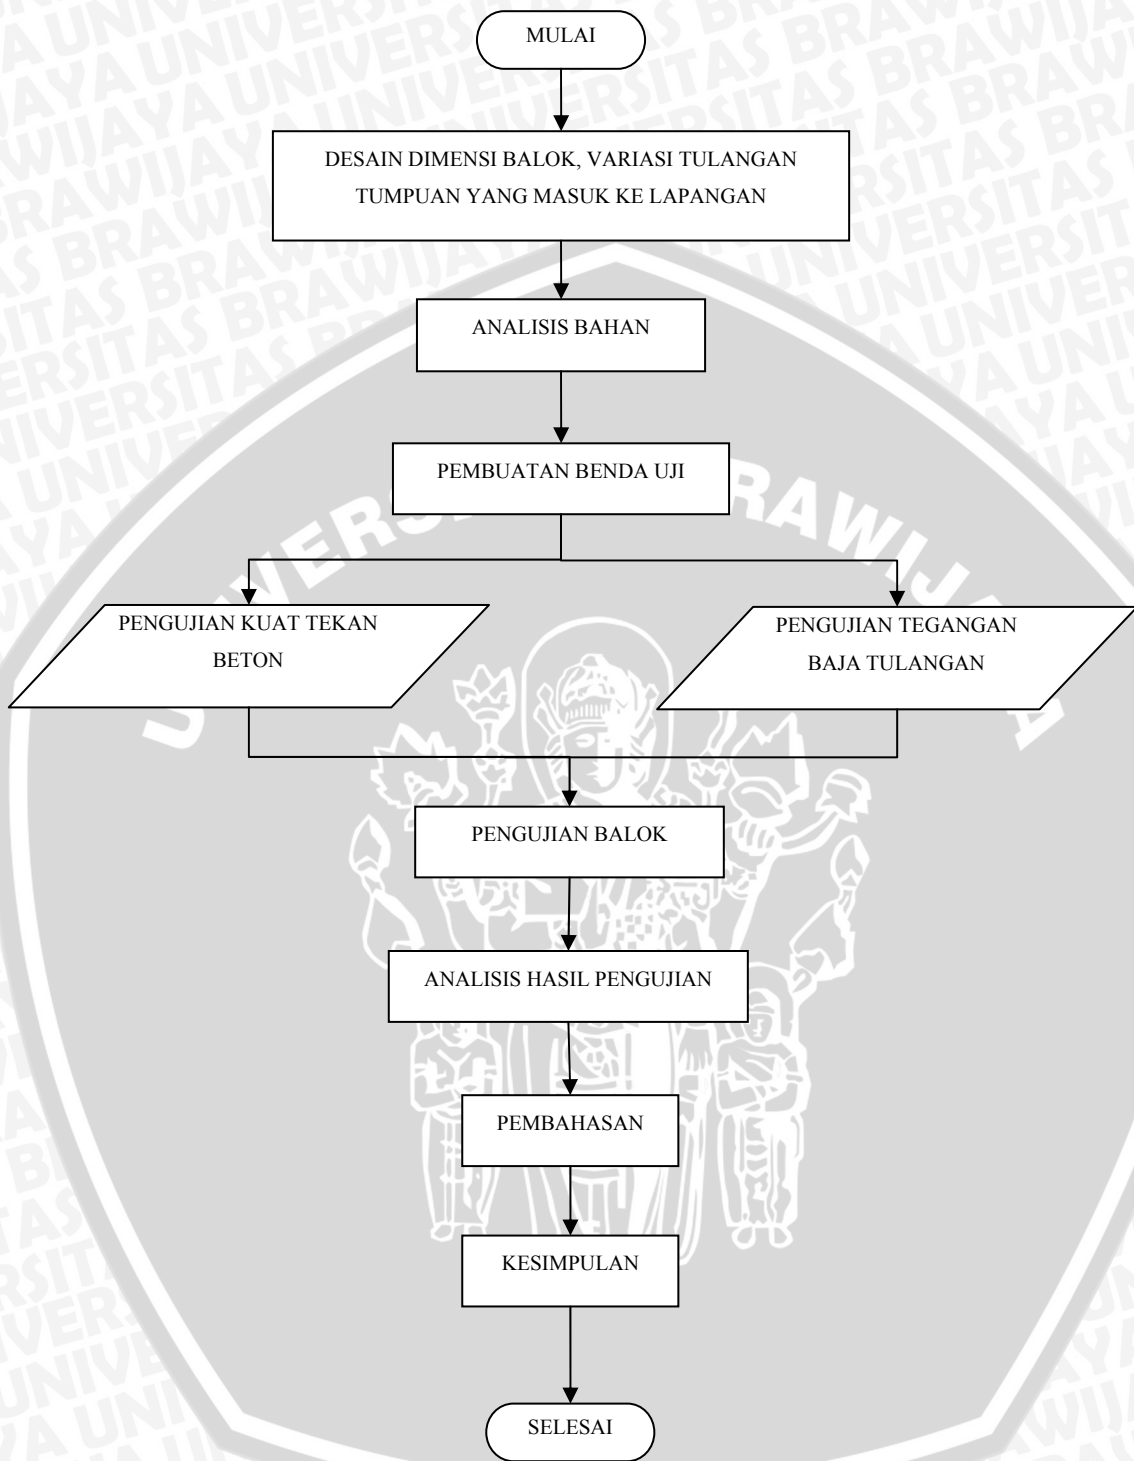 MULAI
DESAIN DIMENSI BALOK, VARIASI TULANGAN
TUMPUAN YANG MASUK KE LAPANGAN
ANALISIS BAHAN
PEMBUATAN BENDA UJI
PENGUJIAN KUAT TEKAN
BETON
PENGUJIAN TEGANGAN
BAJA TULANGAN
PENGUJIAN BALOK
ANALISIS HASIL PENGUJIAN
PEMBAHASAN
KESIMPULAN
SELESAI